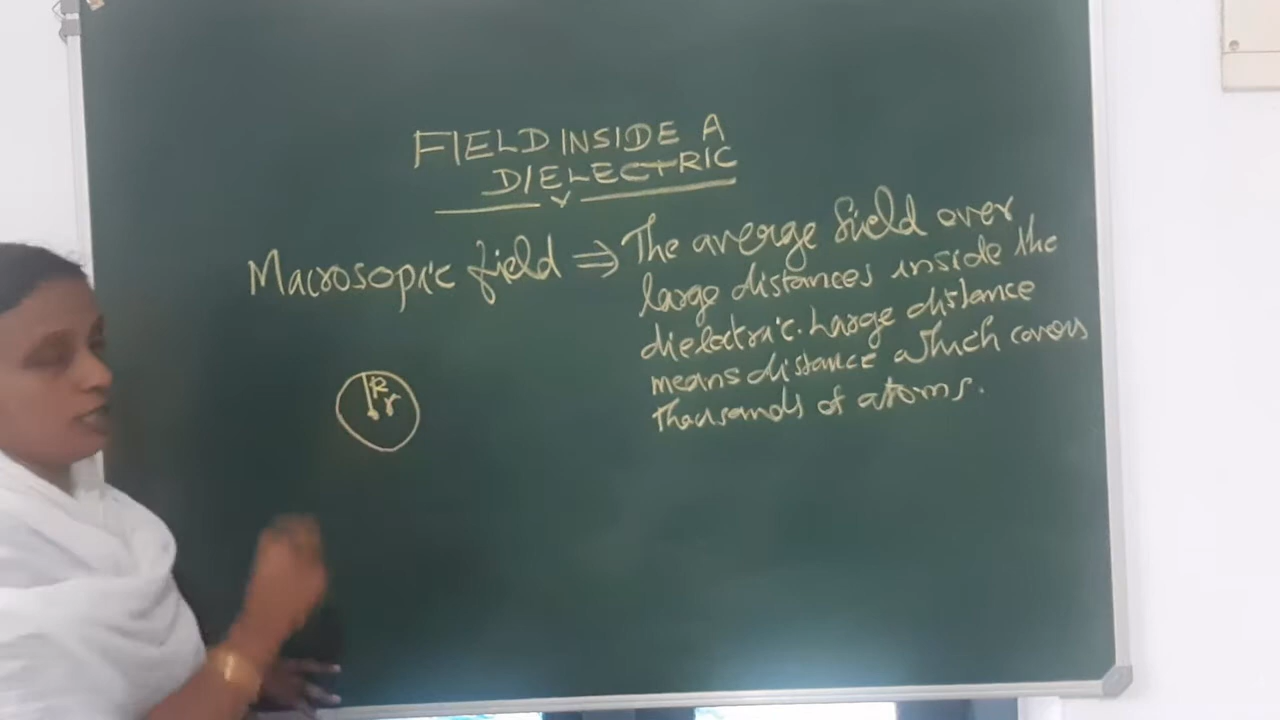 FIELD INSIDE A
DIELECTRIC
Macrosopic field ⇒ The averge field over
large distances inside the
dielectric. Large distance
means distance which covers
thousands of atoms.
R
r